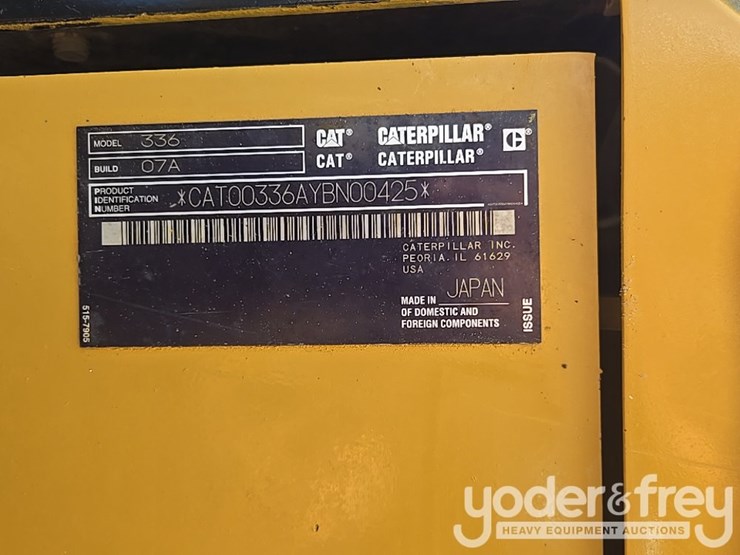 MODEL 336
BUILD 07A
CAT® CATERPILLAR® C®
CAT® CATERPILLAR®
PRODUCT
IDENTIFICATION
NUMBER
*CAT00336AYBN00425*
CATERPILLAR INC.
PEORIA. IL 61629
USA
MADE IN JAPAN
OF DOMESTIC AND
FOREIGN COMPONENTS
ISSUE
515-7905
yoder&frey
HEAVY EQUIPMENT AUCTIONS